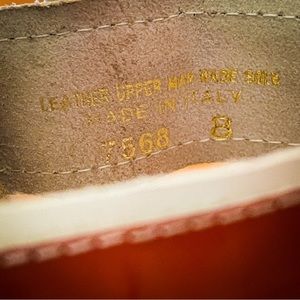 LEATHER UPPER MAN MADE SOLE
MADE IN ITALY
7568 8